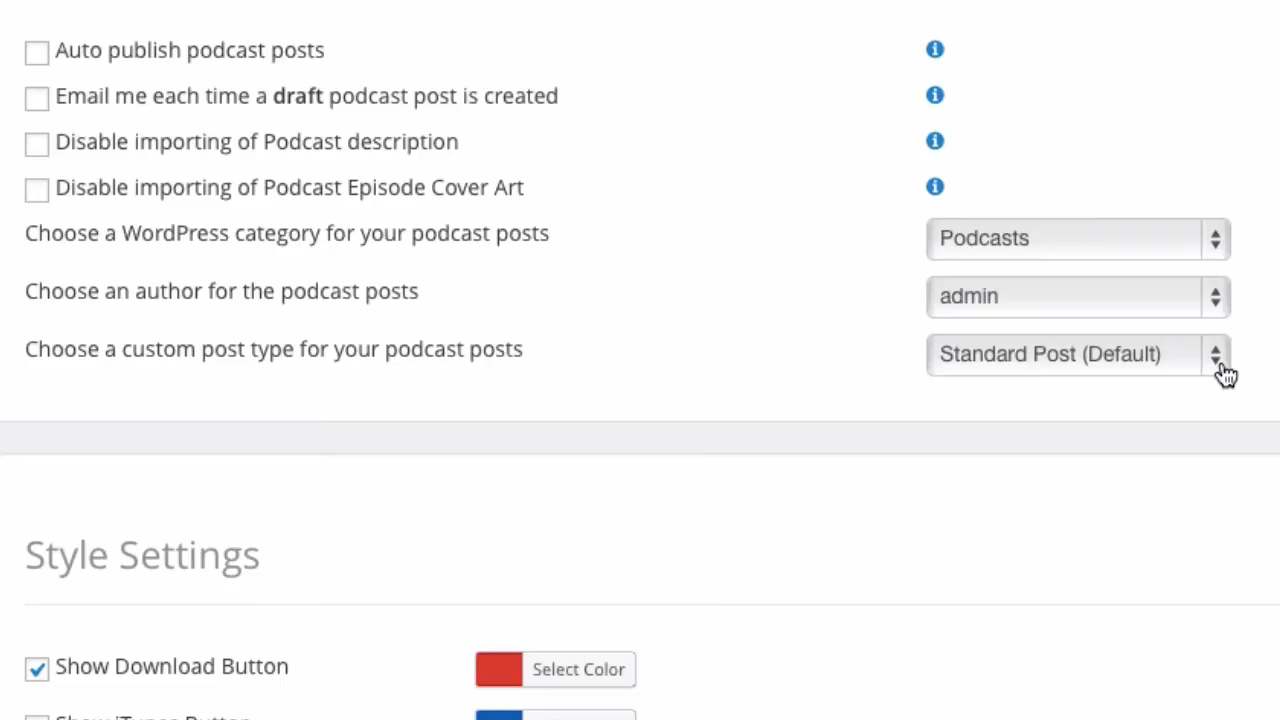 Auto publish podcast posts
Email me each time a draft podcast post is created
Disable importing of Podcast description
Disable importing of Podcast Episode Cover Art
Choose a WordPress category for your podcast posts Podcasts
Choose an author for the podcast posts admin
Choose a custom post type for your podcast posts Standard Post (Default)
Style Settings
Show Download Button Select Color
Show iTunes Button